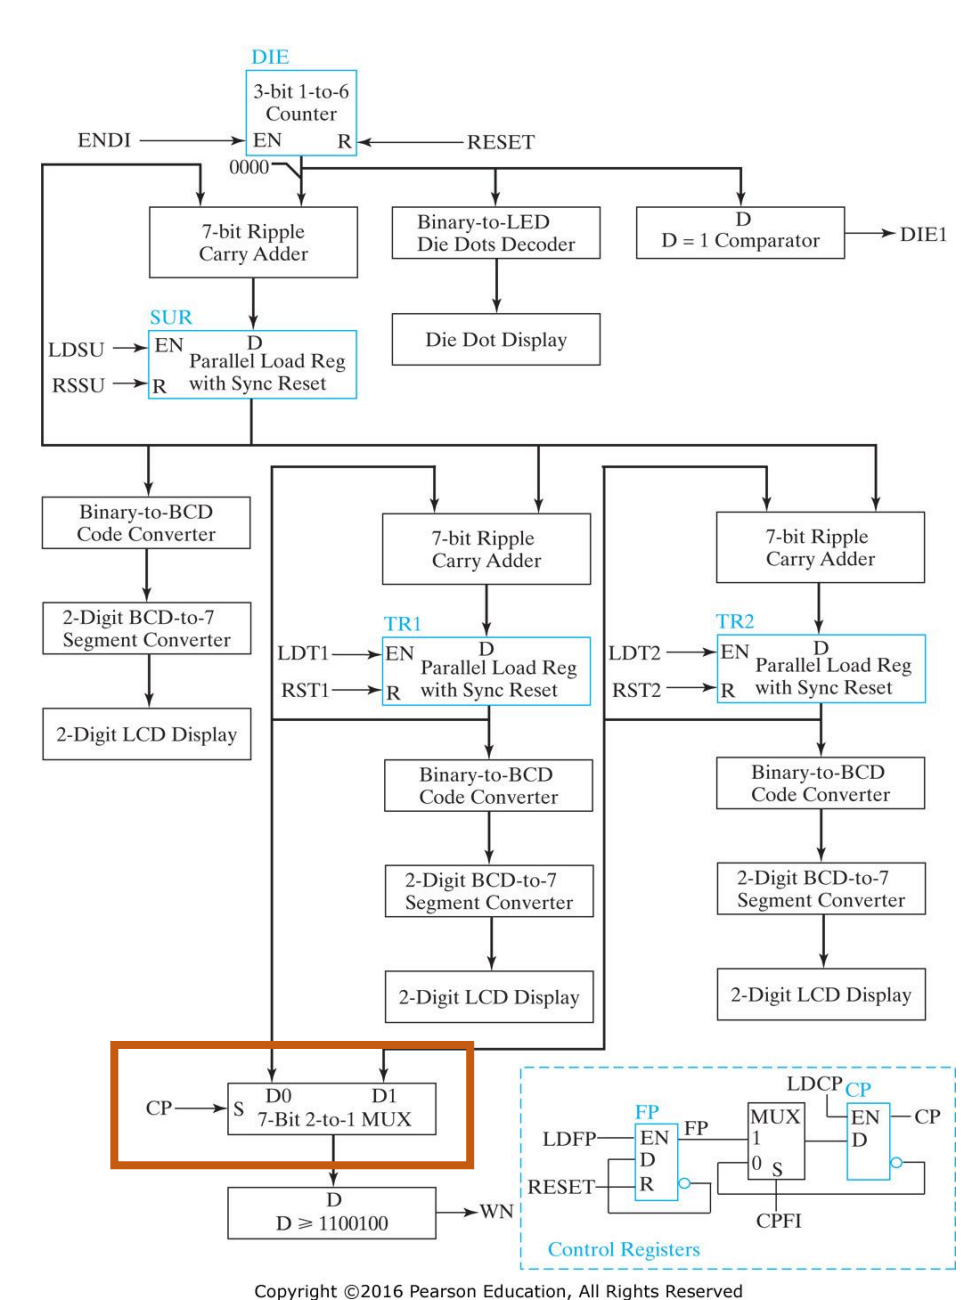 DIE
3-bit 1-to-6
Counter
ENDI
EN
R
RESET
0000
7-bit Ripple
Carry Adder
Binary-to-LED
Die Dots Decoder
D
D = 1 Comparator
DIE1
SUR
LDSU
EN
D
Parallel Load Reg
with Sync Reset
RSSU
R
Die Dot Display
Binary-to-BCD
Code Converter
7-bit Ripple
Carry Adder
7-bit Ripple
Carry Adder
2-Digit BCD-to-7
Segment Converter
TR1
LDT1
EN
D
Parallel Load Reg
with Sync Reset
RST1
R
TR2
LDT2
EN
D
Parallel Load Reg
with Sync Reset
RST2
R
2-Digit LCD Display
Binary-to-BCD
Code Converter
Binary-to-BCD
Code Converter
2-Digit BCD-to-7
Segment Converter
2-Digit BCD-to-7
Segment Converter
2-Digit LCD Display
2-Digit LCD Display
CP
S
D0
D1
7-Bit 2-to-1 MUX
D
D ⩾ 1100100
WN
LDFP
FP
EN
D
R
RESET
FP
MUX
1
0
S
CPFI
LDCP
CP
EN
D
CP
Control Registers
Copyright ©2016 Pearson Education, All Rights Reserved